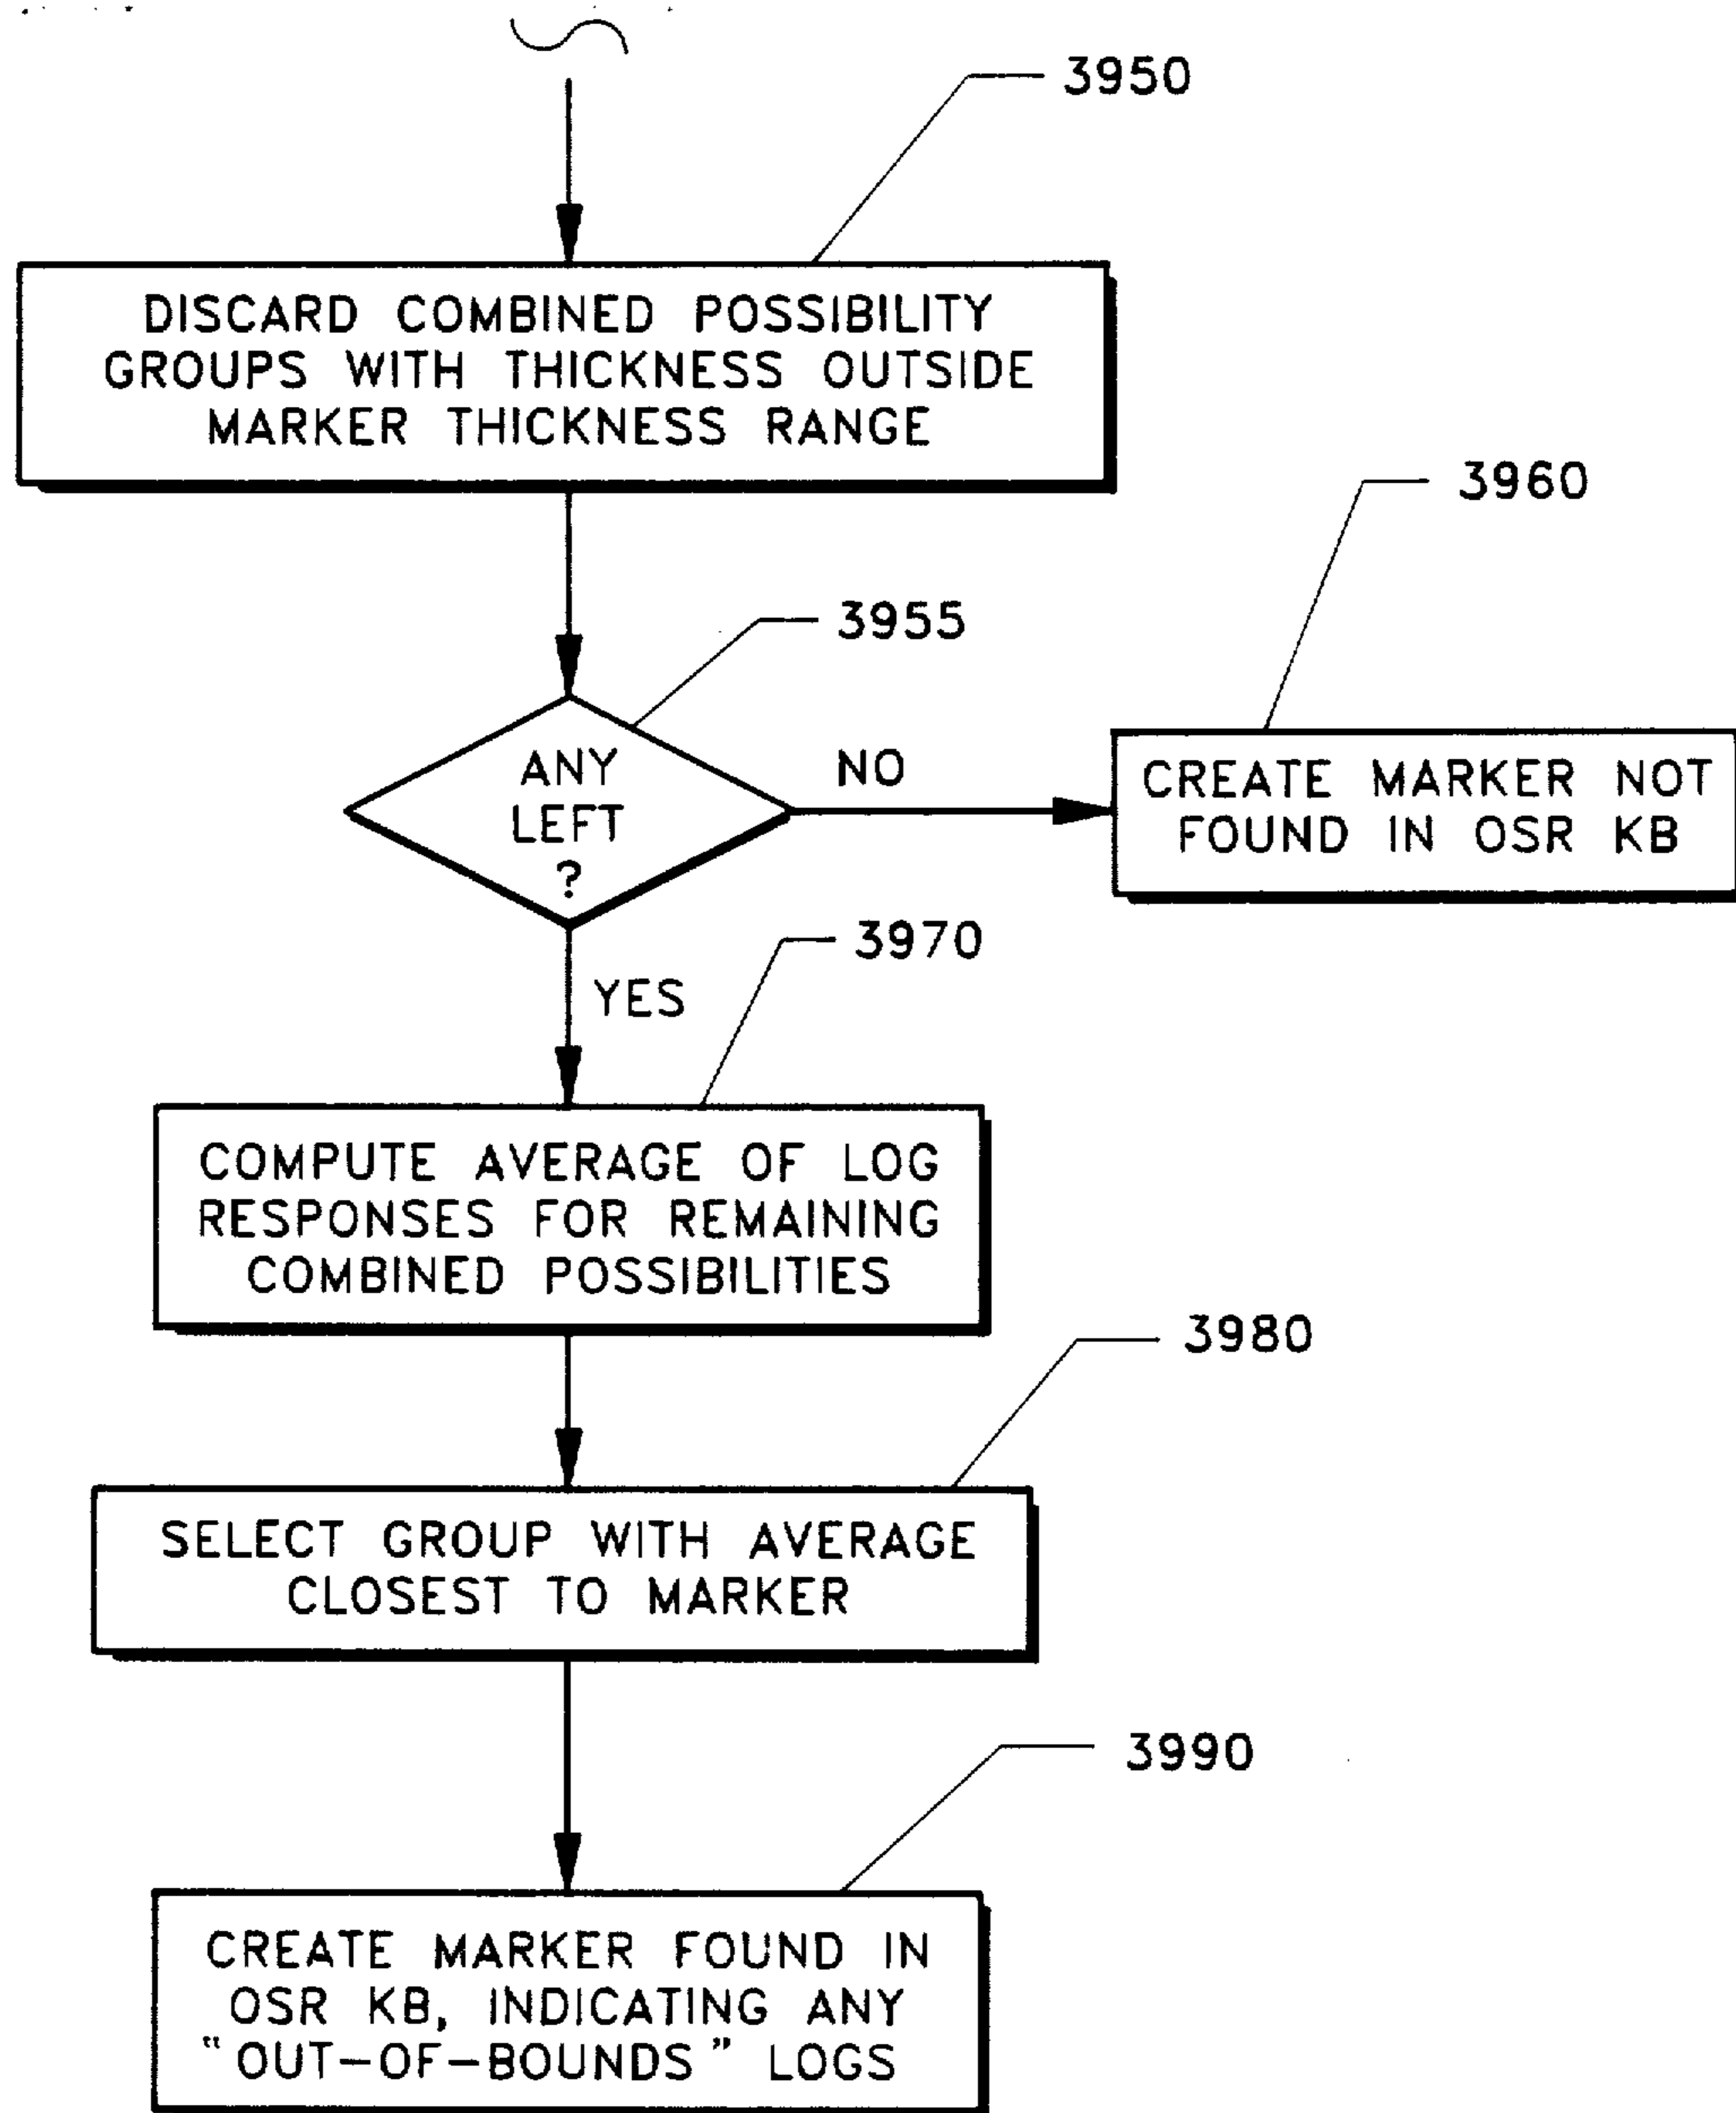 3950
DISCARD COMBINED POSSIBILITY
GROUPS WITH THICKNESS OUTSIDE
MARKER THICKNESS RANGE
3960
3955
ANY
LEFT
?
NO
CREATE MARKER NOT
FOUND IN OSR KB
3970
YES
COMPUTE AVERAGE OF LOG
RESPONSES FOR REMAINING
COMBINED POSSIBILITIES
3980
SELECT GROUP WITH AVERAGE
CLOSEST TO MARKER
3990
CREATE MARKER FOUND IN
OSR KB, INDICATING ANY
"OUT-OF-BOUNDS" LOGS